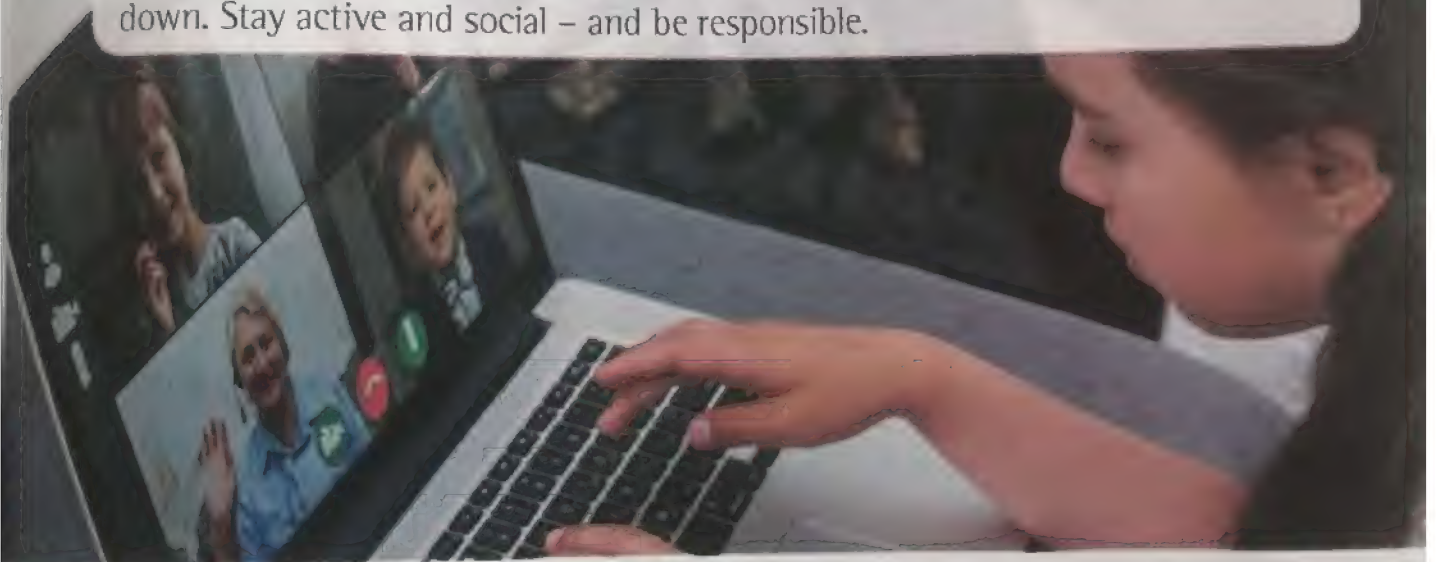 down. Stay active and social – and be responsible.